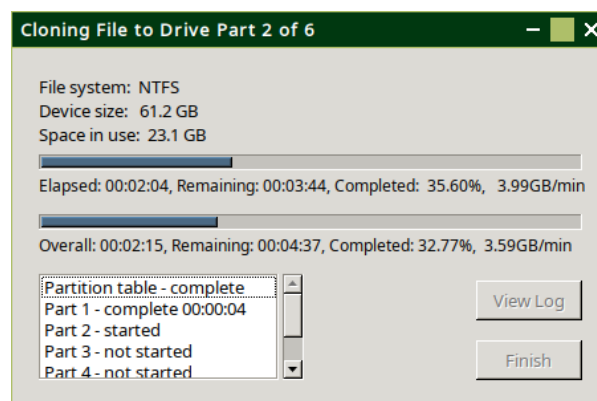 Cloning File to Drive Part 2 of 6
File system: NTFS
Device size: 61.2 GB
Space in use: 23.1 GB
Elapsed: 00:02:04, Remaining: 00:03:44, Completed: 35.60%, 3.99GB/min
Overall: 00:02:15, Remaining: 00:04:37, Completed: 32.77%, 3.59GB/min
Partition table - complete
Part 1 - complete 00:00:04
Part 2 - started
Part 3 - not started
Part 4 - not started
View Log
Finish